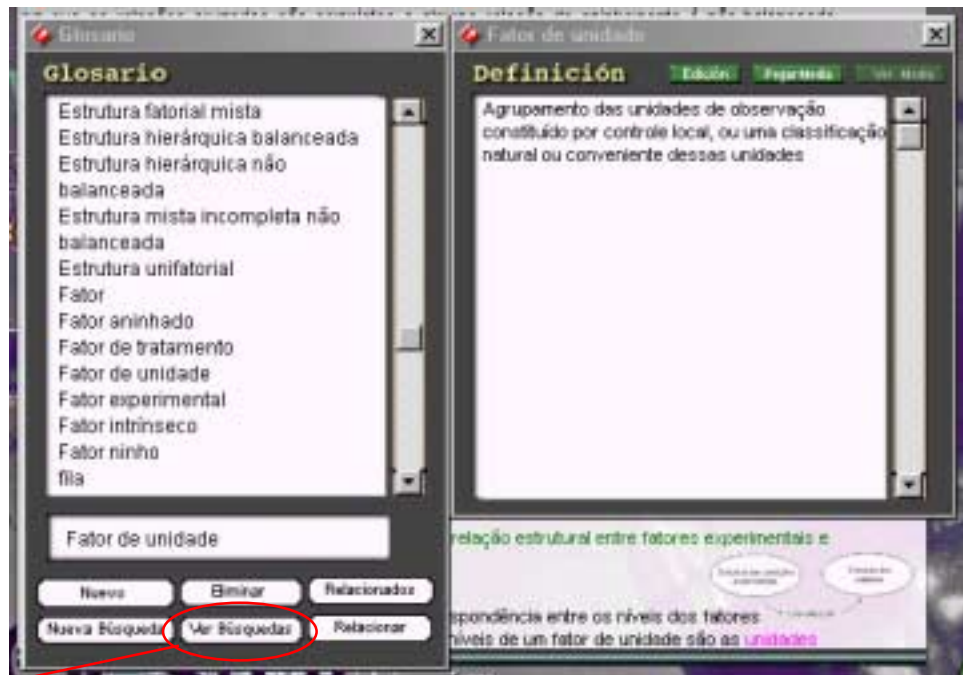 Glosario
Glosario
Estrutura fatorial mista
Estrutura hierárquica balanceada
Estrutura hierárquica não
balanceada
Estrutura mista incompleta não
balanceada
Estrutura unifatorial
Fator
Fator aninhado
Fator de tratamento
Fator de unidade
Fator experimental
Fator intrínseco
Fator ninho
fila
Fator de unidade
Nuevo
Eliminar
Relacionados
Nueva Búsqueda
Ver Búsquedas
Relacionar
Fator de unidade
Definición
Edición
Ver Media
Agrupamento das unidades de observação
constituído por controle local, ou uma classificação
natural ou conveniente dessas unidades
relação estrutural entre fatores experimentais e
spondência entre os níveis dos fatores
níveis de um fator de unidade são as unidades